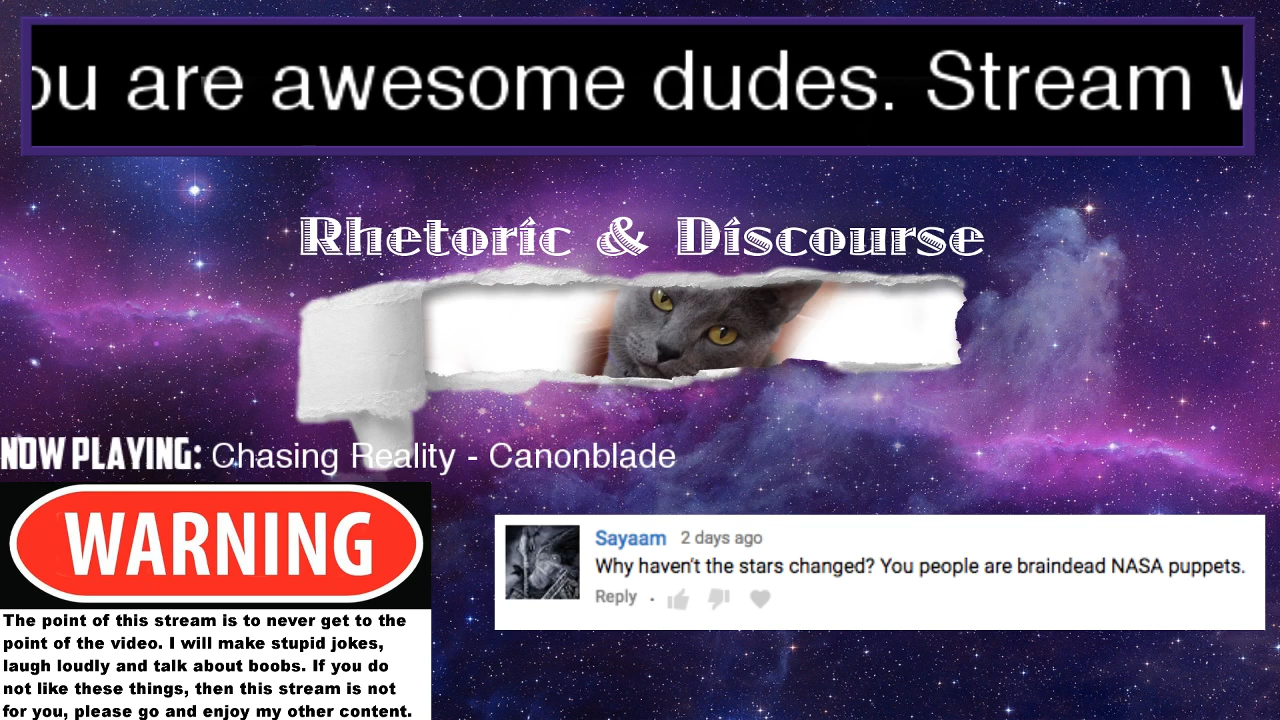 ou are awesome dudes. Stream
Rhetoric & Discourse
NOW PLAYING: Chasing Reality - Canonblade
WARNING
The point of this stream is to never get to the
point of the video. I will make stupid jokes,
laugh loudly and talk about boobs. If you do
not like these things, then this stream is not
for you, please go and enjoy my other content.
Sayaam 2 days ago
Why haven't the stars changed? You people are braindead NASA puppets.
Reply .